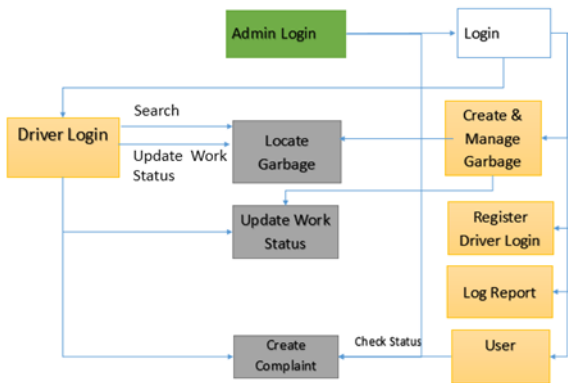 Admin Login
Login
Search
Driver Login
Update Work
Status
Locate
Garbage
Create &
Manage
Garbage
Update Work
Status
Register
Driver Login
Log Report
Create
Complaint
Check Status
User